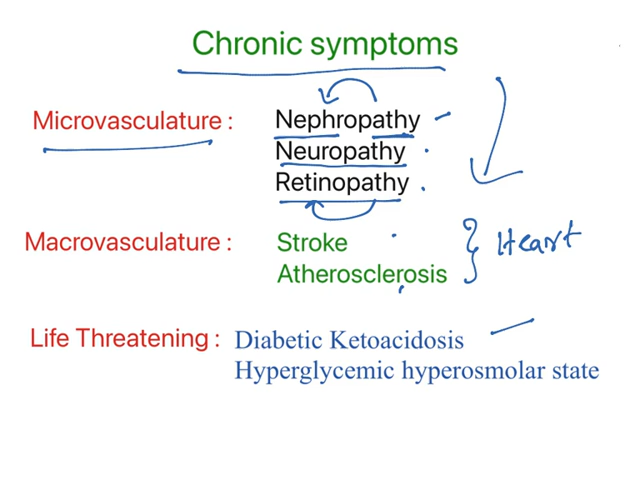 Chronic symptoms
Microvasculature : Nephropathy
Neuropathy
Retinopathy
Macrovasculature : Stroke
Atherosclerosis
Heart
Life Threatening : Diabetic Ketoacidosis
Hyperglycemic hyperosmolar state